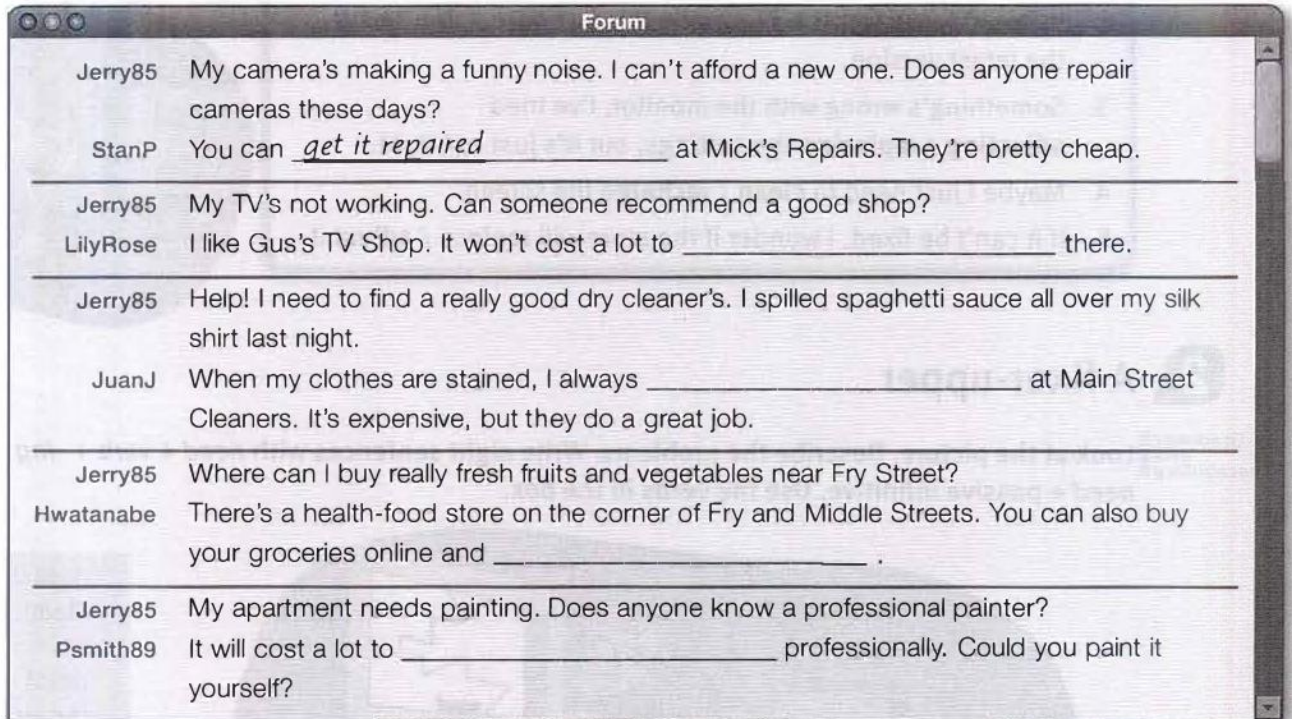 Forum
Jerry85 My camera's making a funny noise. I can't afford a new one. Does anyone repair
cameras these days?
StanP You can get it repaired at Mick's Repairs. They're pretty cheap.
Jerry85 My TV's not working. Can someone recommend a good shop?
LilyRose I like Gus's TV Shop. It won't cost a lot to ____________ there.
Jerry85 Help! I need to find a really good dry cleaner's. I spilled spaghetti sauce all over my silk
shirt last night.
JuanJ When my clothes are stained, I always ____________ at Main Street
Cleaners. It's expensive, but they do a great job.
Jerry85 Where can I buy really fresh fruits and vegetables near Fry Street?
Hwatanabe There's a health-food store on the corner of Fry and Middle Streets. You can also buy
your groceries online and ____________ .
Jerry85 My apartment needs painting. Does anyone know a professional painter?
Psmith89 It will cost a lot to ____________ professionally. Could you paint it
yourself?